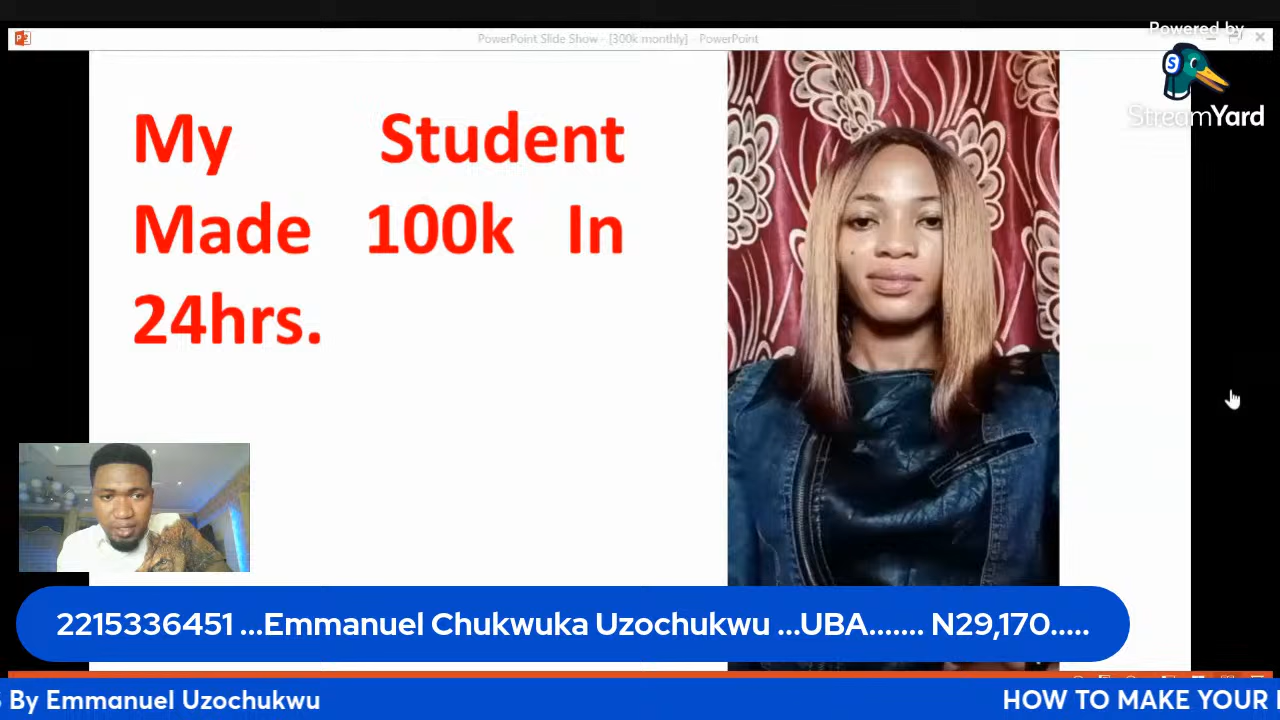 PowerPoint Slide Show - [300k monthly] - PowerPoint
Powered by
StreamYard
My Student
Made 100k In
24hrs.
2215336451 ...Emmanuel Chukwuka Uzochukwu ...UBA....... N29,170.....
By Emmanuel Uzochukwu
HOW TO MAKE YOUR